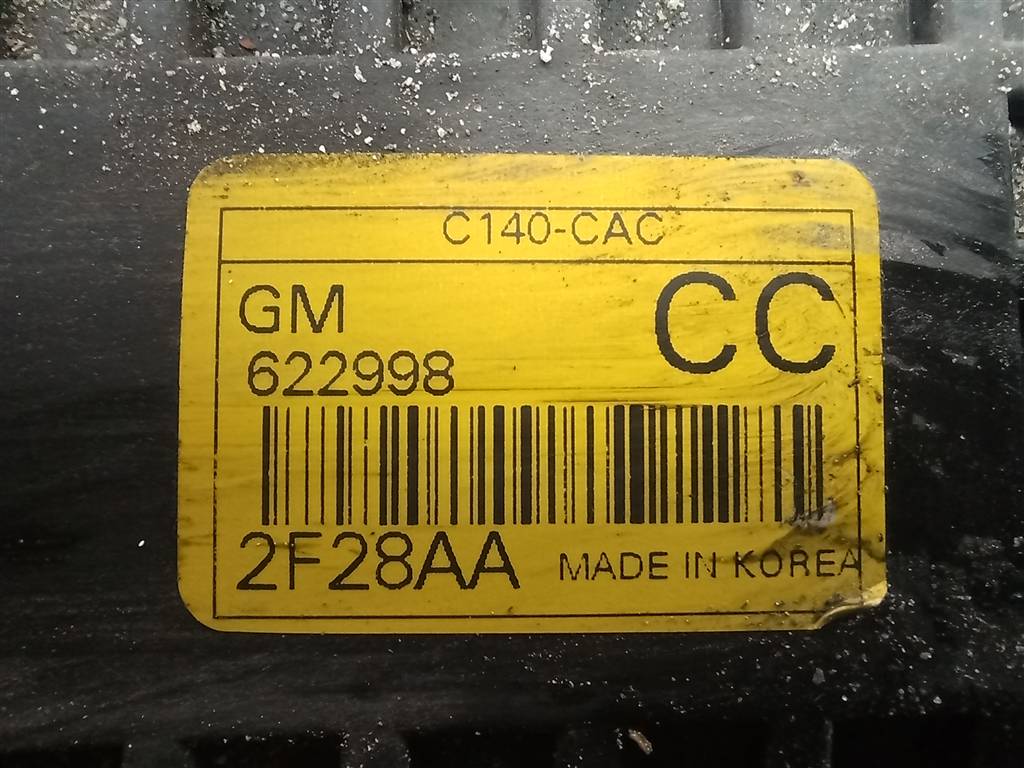 C140-CAC
GM
CC
622998
2F28AA
MADE IN KOREA